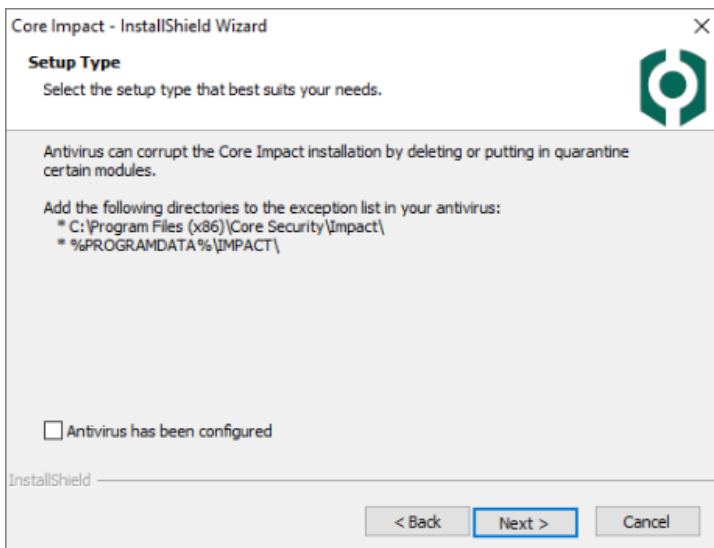 Core Impact - InstallShield Wizard
Setup Type
Select the setup type that best suits your needs.
Antivirus can corrupt the Core Impact installation by deleting or putting in quarantine
certain modules.
Add the following directories to the exception list in your antivirus:
* C:\Program Files (x86)\Core Security\Impact\
* %PROGRAMDATA%\IMPACT\
Antivirus has been configured
InstallShield
< Back
Next >
Cancel